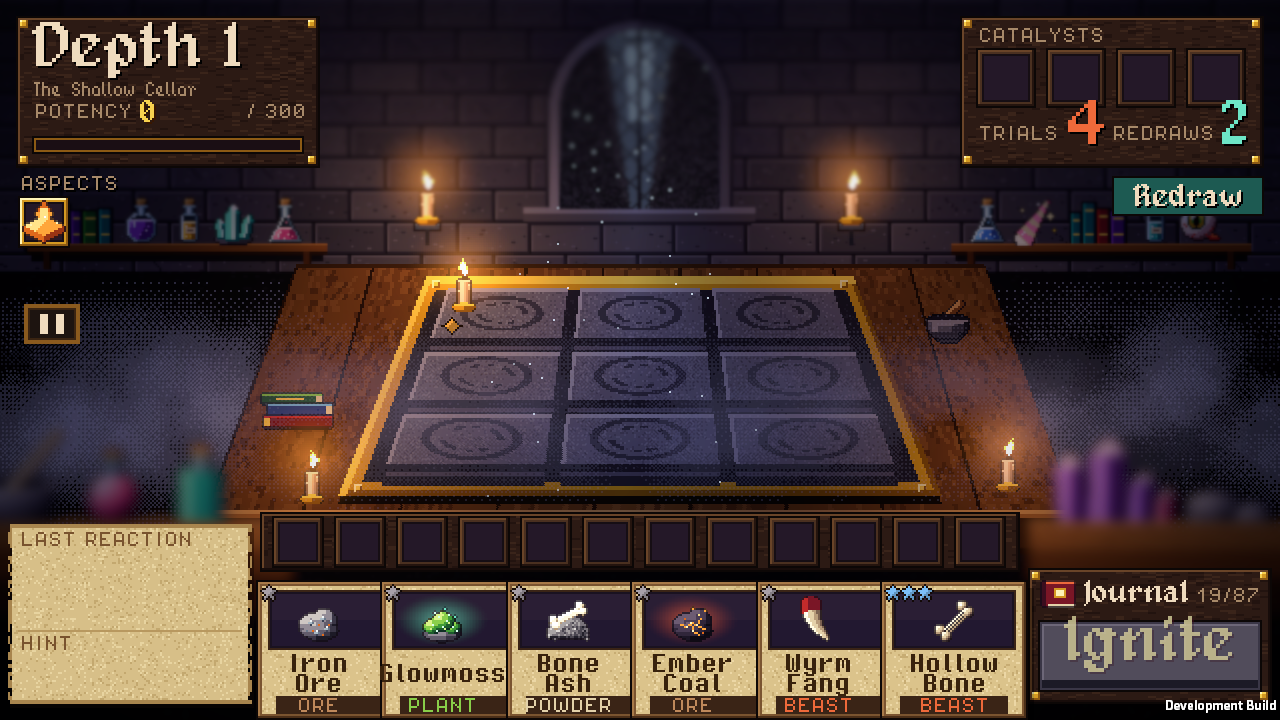 Depth 1
The Shallow Cellar
POTENCY 0 / 300
ASPECTS
CATALYSTS
TRIALS 4 REDRAWS 2
Redraw
LAST REACTION
HINT
Iron Ore
ORE
Glowmoss
PLANT
Bone Ash
POWDER
Ember Coal
ORE
Wyrm Fang
BEAST
Hollow Bone
BEAST
Journal 19/87
Ignite
Development Build